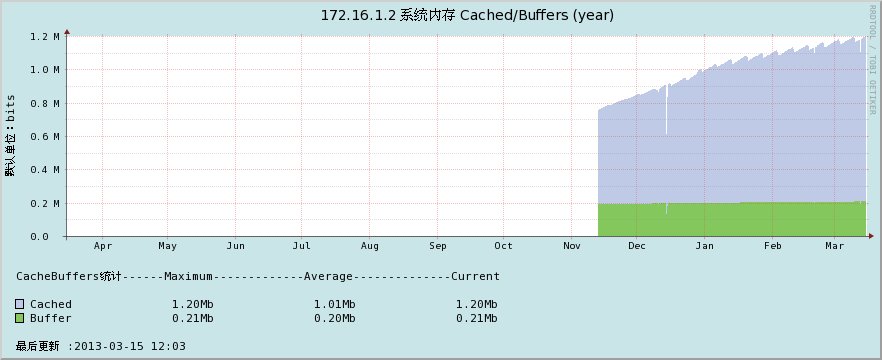 172.16.1.2 系统内存 Cached/Buffers (year)
RRDTOOL / TOBI OETIKER
默认单位：bits
1.2 M
1.0 M
0.8 M
0.6 M
0.4 M
0.2 M
0.0
Apr May Jun Jul Aug Sep Oct Nov Dec Jan Feb Mar
CacheBuffers统计------Maximum-------------Average--------------Current
Cached 1.20Mb 1.01Mb 1.20Mb
Buffer 0.21Mb 0.20Mb 0.21Mb
最后更新 :2013-03-15 12:03